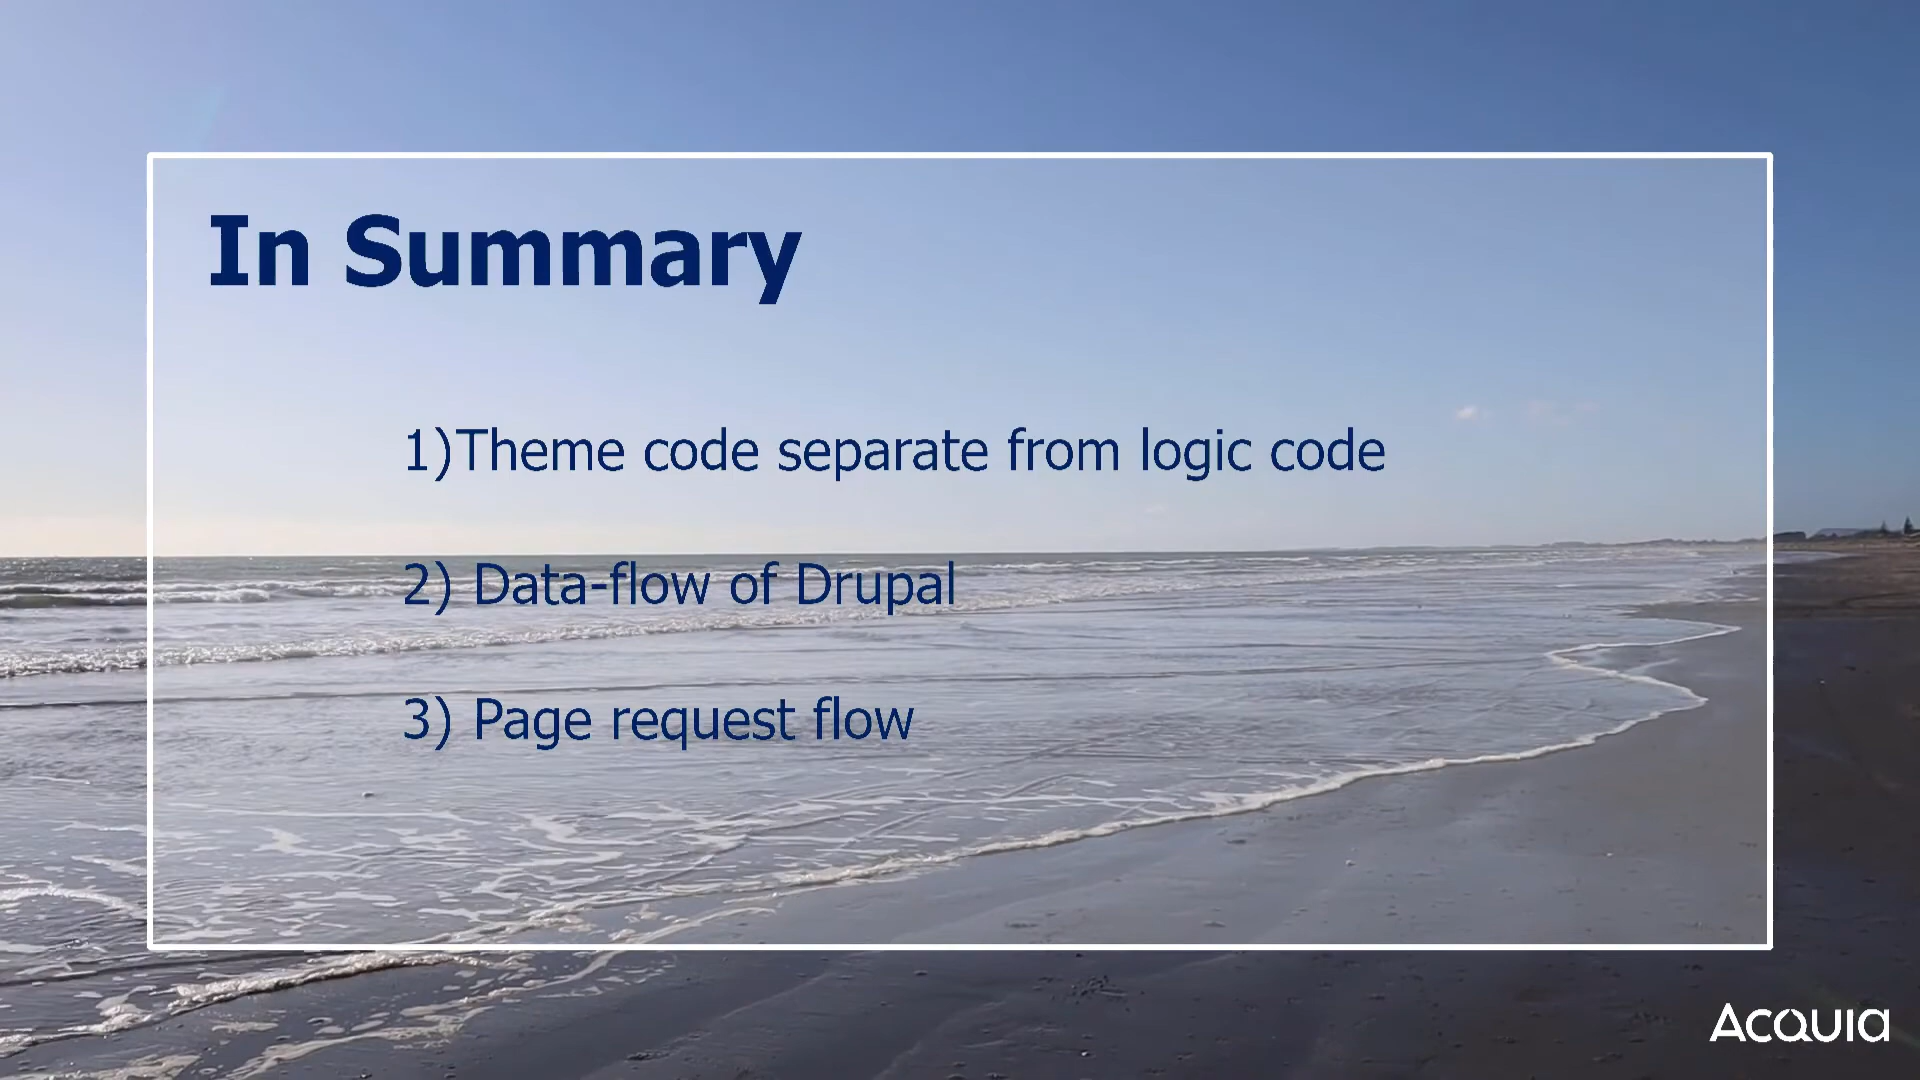 In Summary
1)Theme code separate from logic code
2) Data-flow of Drupal
3) Page request flow
Acquia